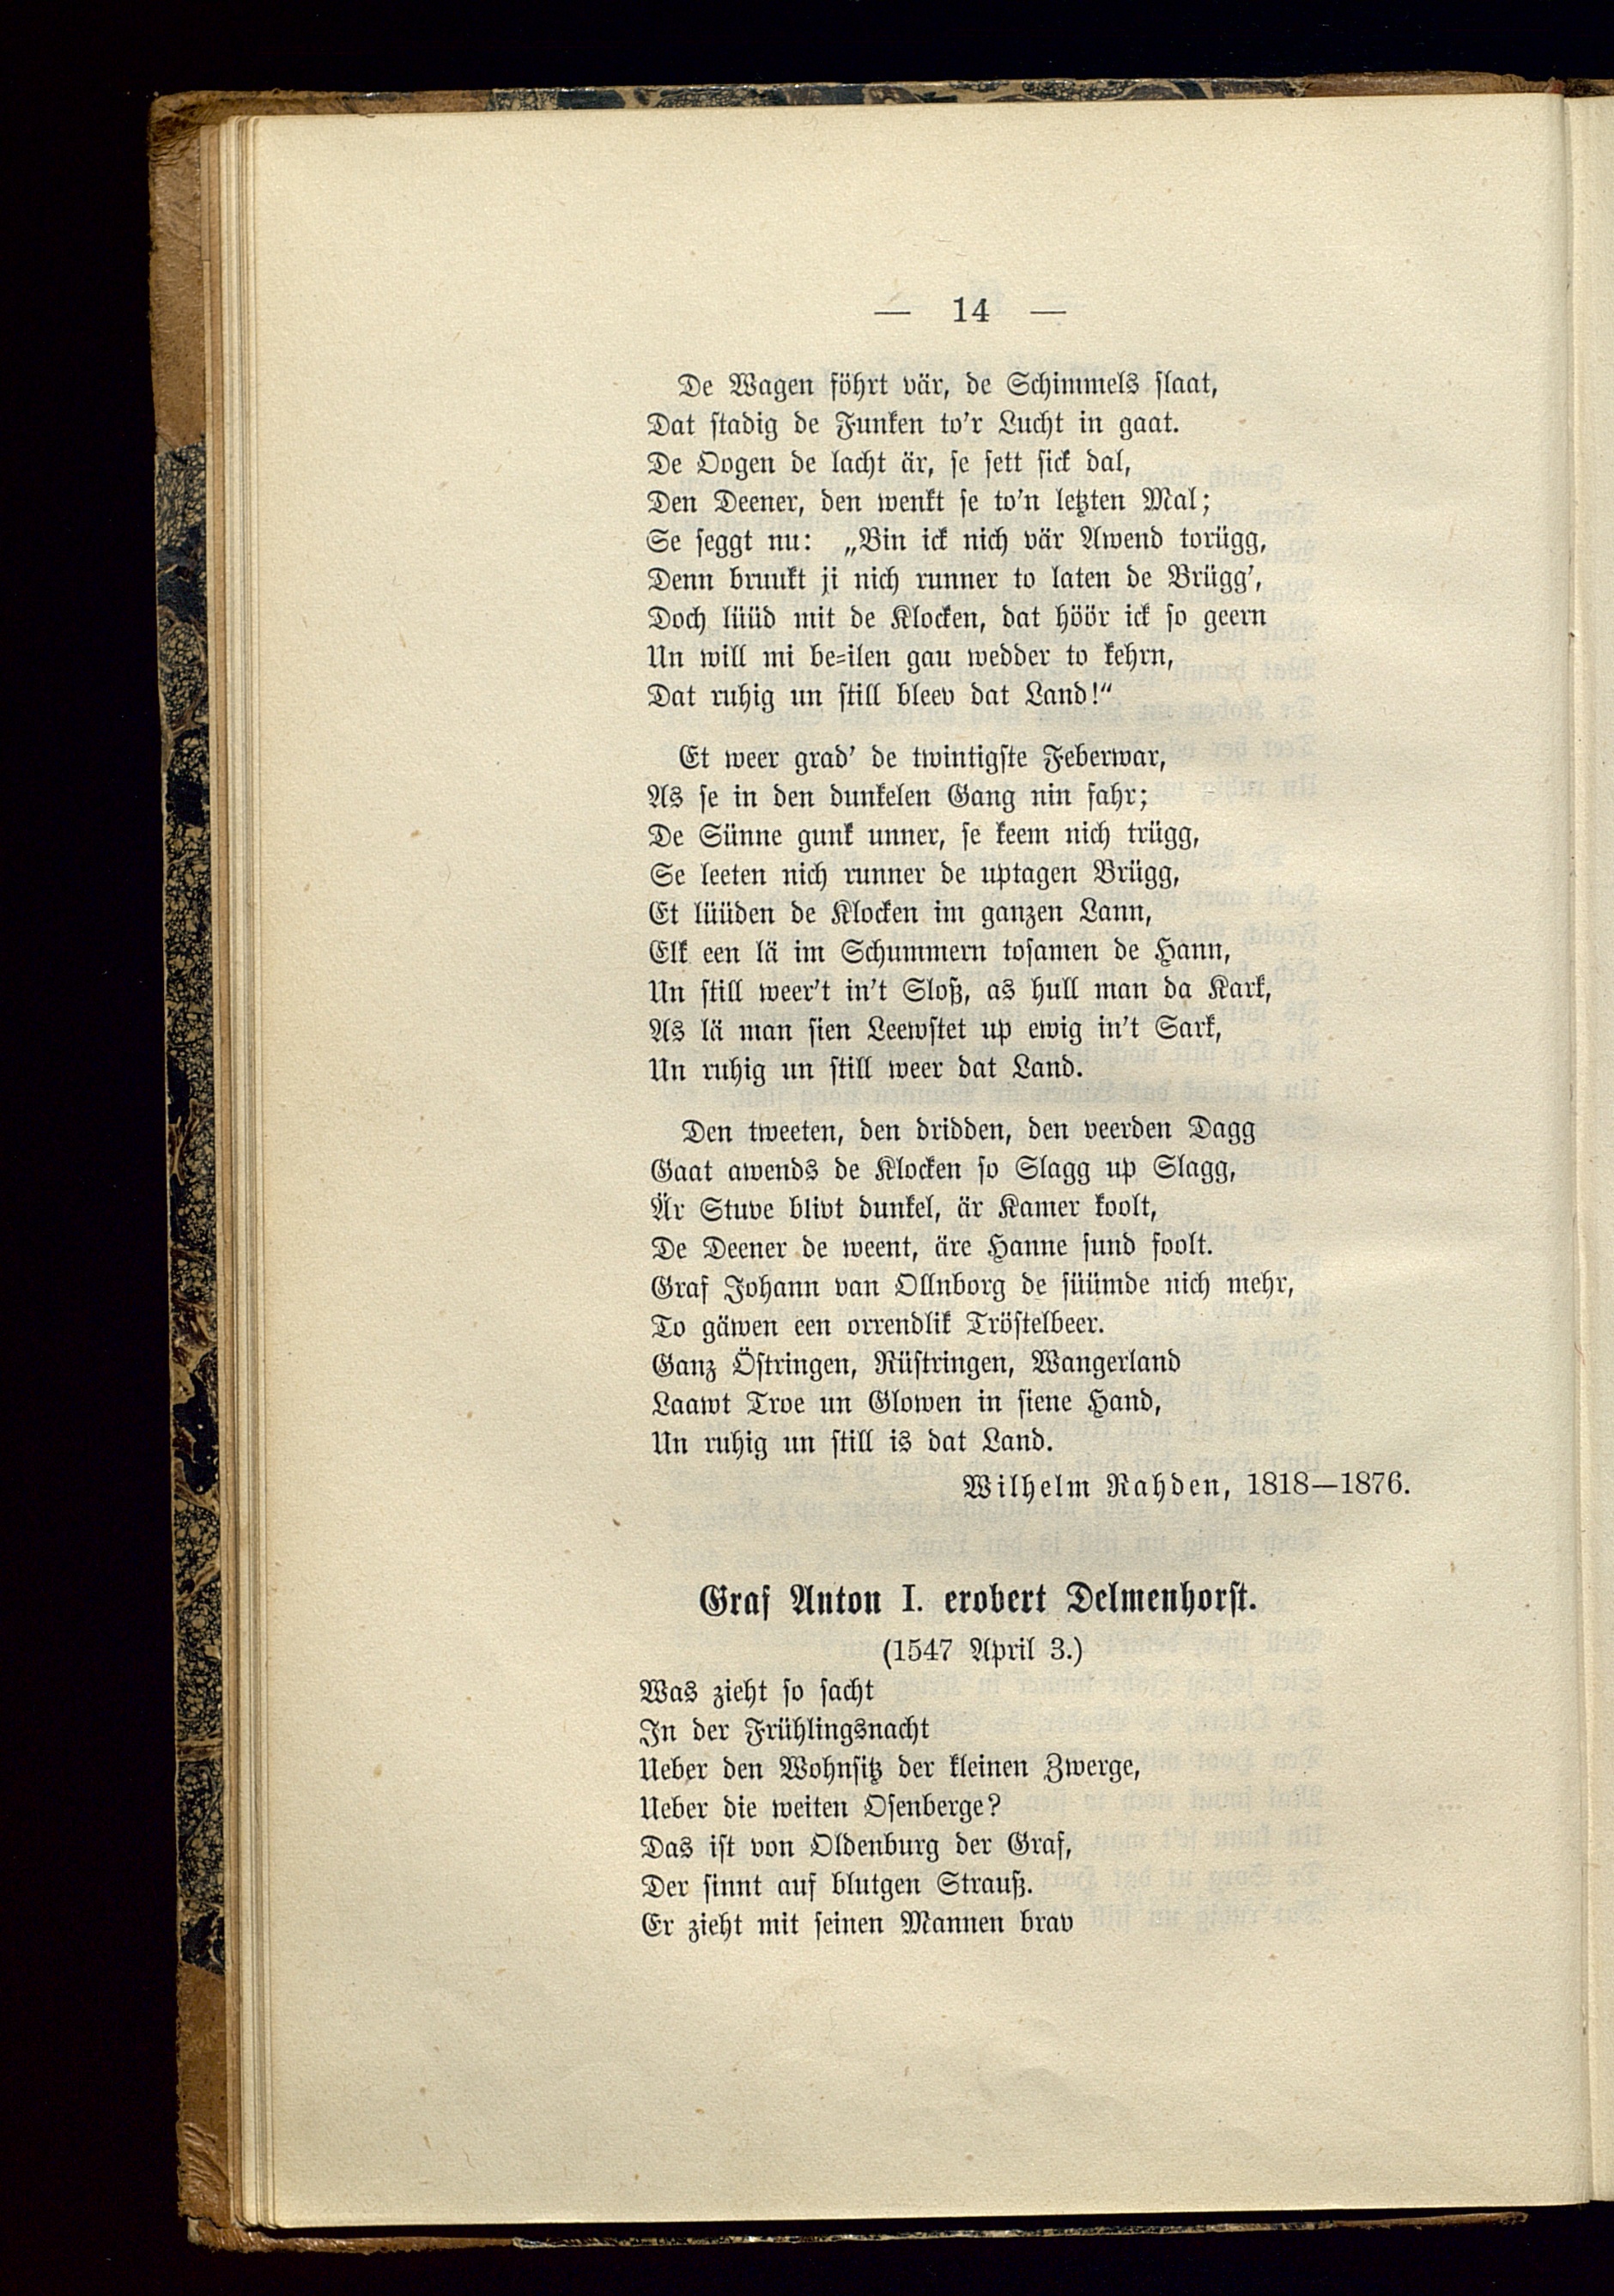 — 14 —
De Wagen föhrt vär, de Schimmels slaat,
Dat stadig de Funken to'r Lucht in gaat.
De Oogen de lacht är, se sett sick dal,
Den Deener, den wenkt se to'n letzten Mal;
Se seggt nu: „Bin ick nich vär Awend torügg,
Denn bruukt ji nich runner to laten de Brügg',
Doch lüüd mit de Klocken, dat höör ick so geern
Un will mi be=ilen gau wedder to kehrn,
Dat ruhig un still bleev dat Land!“
Et weer grad' de twintigste Feberwar,
As se in den dunkelen Gang nin fahr;
De Sünne gunk unner, se keem nich trügg,
Se leeten nich runner de uptagen Brügg,
Et lüüden de Klocken im ganzen Lann,
Elk een lä im Schummern tosamen de Hann,
Un still weer't in't Sloß, as hull man da Kark,
As lä man sien Leewstet up ewig in't Sark,
Un ruhig un still weer dat Land.
Den tweeten, den dridden, den veerden Dagg
Gaat awends de Klocken so Slagg up Slagg,
Är Stuve blivt dunkel, är Kamer koolt,
De Deener de weent, äre Hanne sund foolt.
Graf Johann van Ollnborg de süümde nich mehr,
To gäwen een orrendlik Tröstelbeer.
Ganz Östringen, Rüstringen, Wangerland
Laawt Troe un Glowen in siene Hand,
Un ruhig un still is dat Land.
Wilhelm Rahden, 1818—1876.
Graf Anton I. erobert Delmenhorst.
(1547 April 3.)
Was zieht so sacht
In der Frühlingsnacht
Ueber den Wohnsitz der kleinen Zwerge,
Ueber die weiten Osenberge?
Das ist von Oldenburg der Graf,
Der sinnt auf blutgen Strauß.
Er zieht mit seinen Mannen brav